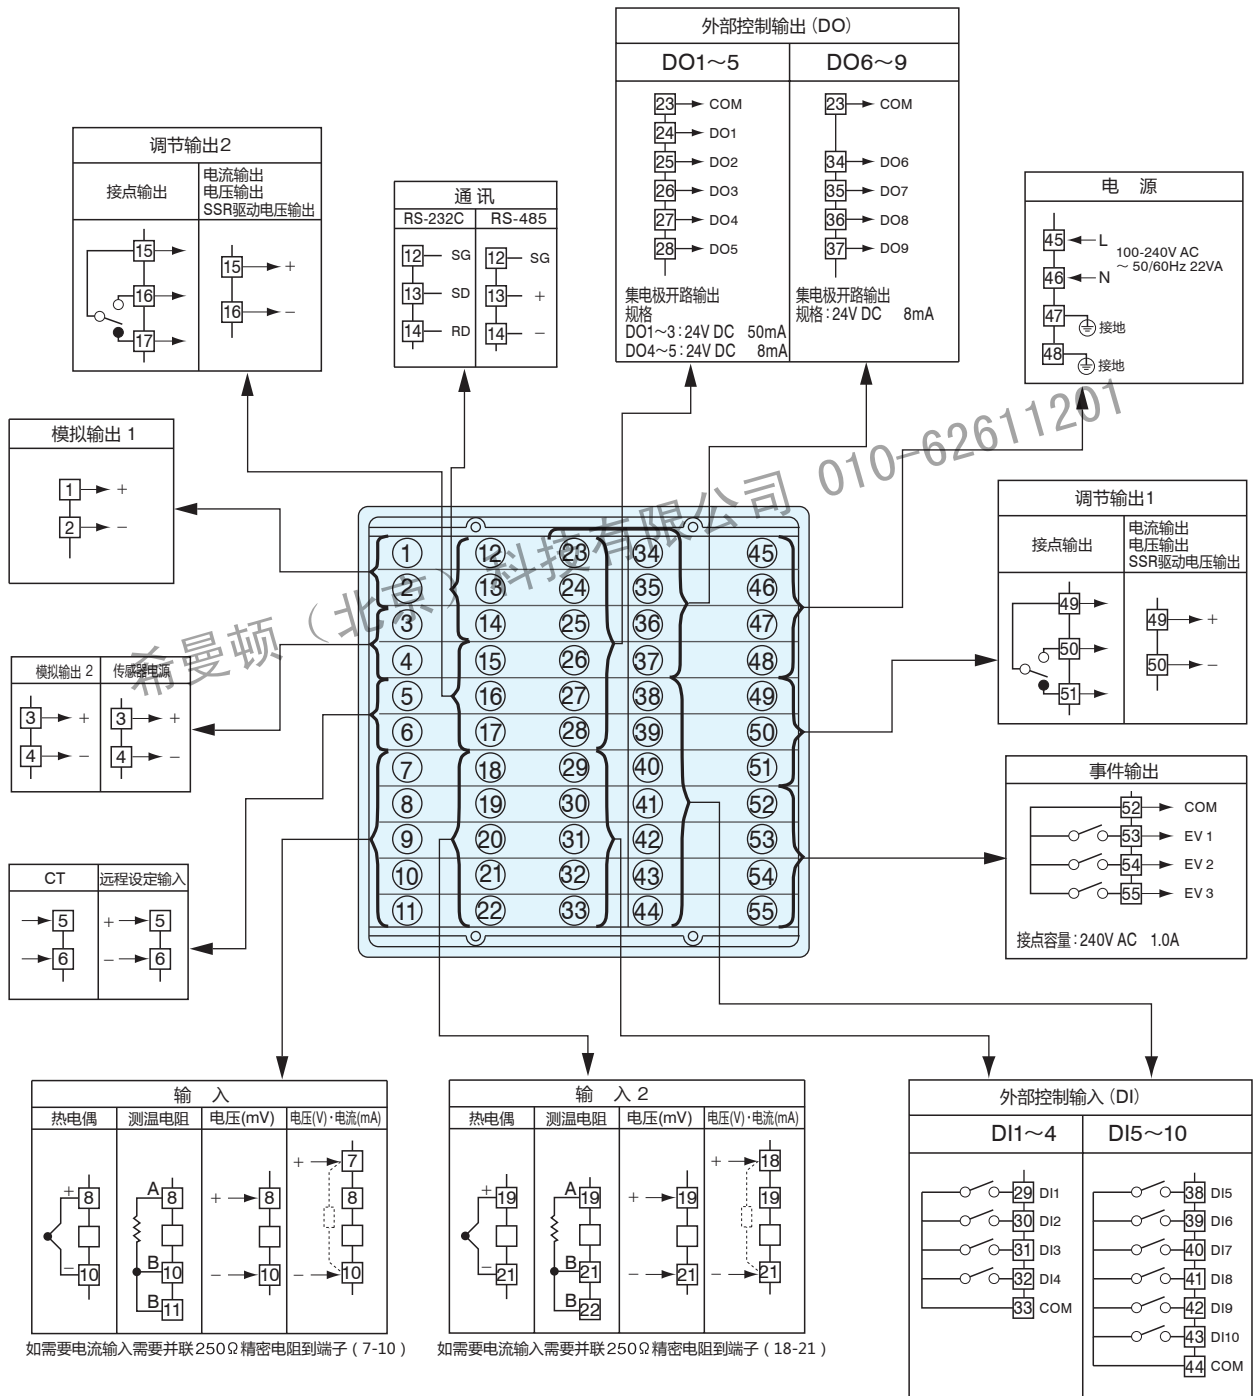 外部控制输出(DO)
DO1～5
DO6～9
23 COM
24 DO1
25 DO2
26 DO3
27 DO4
28 DO5
集电极开路输出
规格
DO1～3:24V DC 50mA
DO4～5:24V DC 8mA
23 COM
34 DO6
35 DO7
36 DO8
37 DO9
集电极开路输出
规格:24V DC 8mA
调节输出2
接点输出
电流输出
电压输出
SSR驱动电压输出
15
16
17
15 +
16 −
通讯
RS-232C RS-485
12 SG 12 SG
13 SD 13 +
14 RD 14 −
电 源
45 L
46 N
100-240V AC
～ 50/60Hz 22VA
47 接地
48 接地
模拟输出 1
1 +
2 −
模拟输出 2 传感器电源
3 + 3 +
4 − 4 −
CT 远程设定输入
5 + 5
6 − 6
1 12 23 34 45
2 13 24 35 46
3 14 25 36 47
4 15 26 37 48
5 16 27 38 49
6 17 28 39 50
7 18 29 40 51
8 19 30 41 52
9 20 31 42 53
10 21 32 43 54
11 22 33 44 55
希曼顿（北京）科技有限公司 010-62611201
调节输出1
接点输出
电流输出
电压输出
SSR驱动电压输出
49
50
51
49 +
50 −
事件输出
52 COM
53 EV 1
54 EV 2
55 EV 3
接点容量:240V AC 1.0A
输 入
热电偶 测温电阻 电压(mV) 电压(V)·电流(mA)
+ 8
− 10
A 8
B 10
B 11
+ 8
− 10
+ 7
8
− 10
如需要电流输入需要并联250Ω精密电阻到端子(7-10)
输 入 2
热电偶 测温电阻 电压(mV) 电压(V)·电流(mA)
+ 19
− 21
A 19
B 21
B 22
+ 19
− 21
+ 18
19
− 21
如需要电流输入需要并联250Ω精密电阻到端子(18-21)
外部控制输入(DI)
DI1～4
DI5～10
29 DI1
30 DI2
31 DI3
32 DI4
33 COM
38 DI5
39 DI6
40 DI7
41 DI8
42 DI9
43 DI10
44 COM